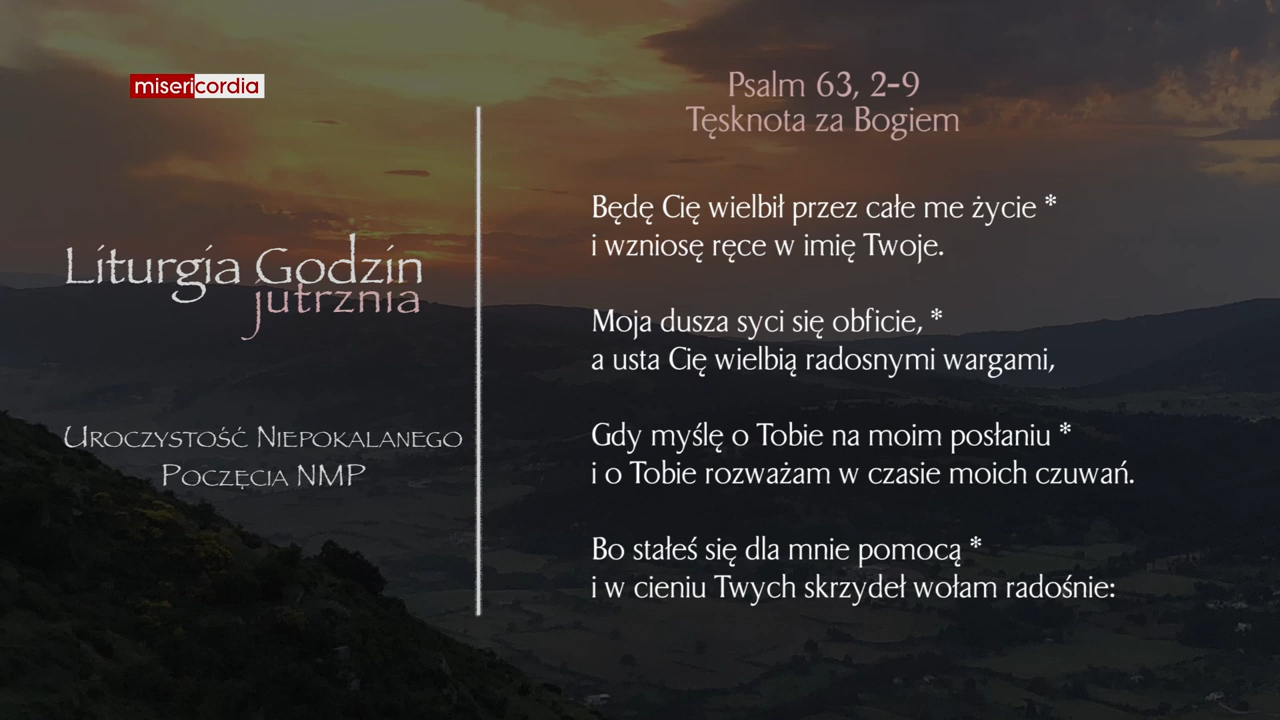 misericordia
Liturgia Godzin
jutrznia
Uroczystość Niepokalanego
Poczęcia NMP
Psalm 63, 2-9
Tęsknota za Bogiem
Będę Cię wielbił przez całe me życie *
i wzniosę ręce w imię Twoje.
Moja dusza syci się obficie, *
a usta Cię wielbią radosnymi wargami,
Gdy myślę o Tobie na moim posłaniu *
i o Tobie rozważam w czasie moich czuwań.
Bo stałeś się dla mnie pomocą *
i w cieniu Twych skrzydeł wołam radośnie: